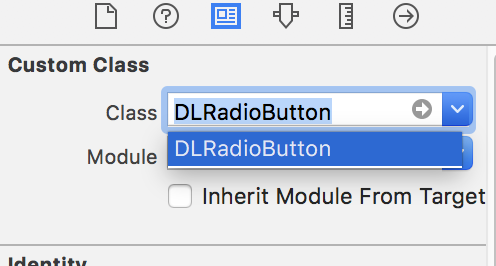 Custom Class
Class DLRadioButton
DLRadioButton
Module
Inherit Module From Target
Identity